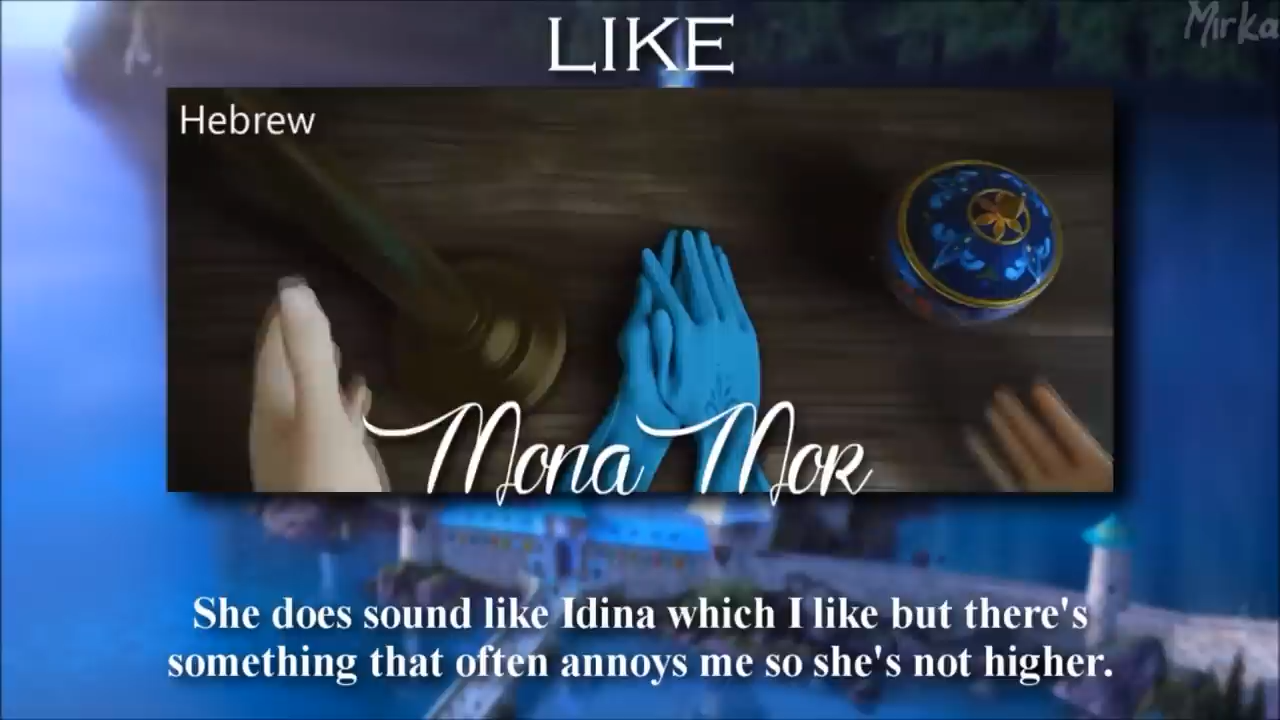 Mirka
LIKE
Hebrew
Mona Mor
She does sound like Idina which I like but there's
something that often annoys me so she's not higher.